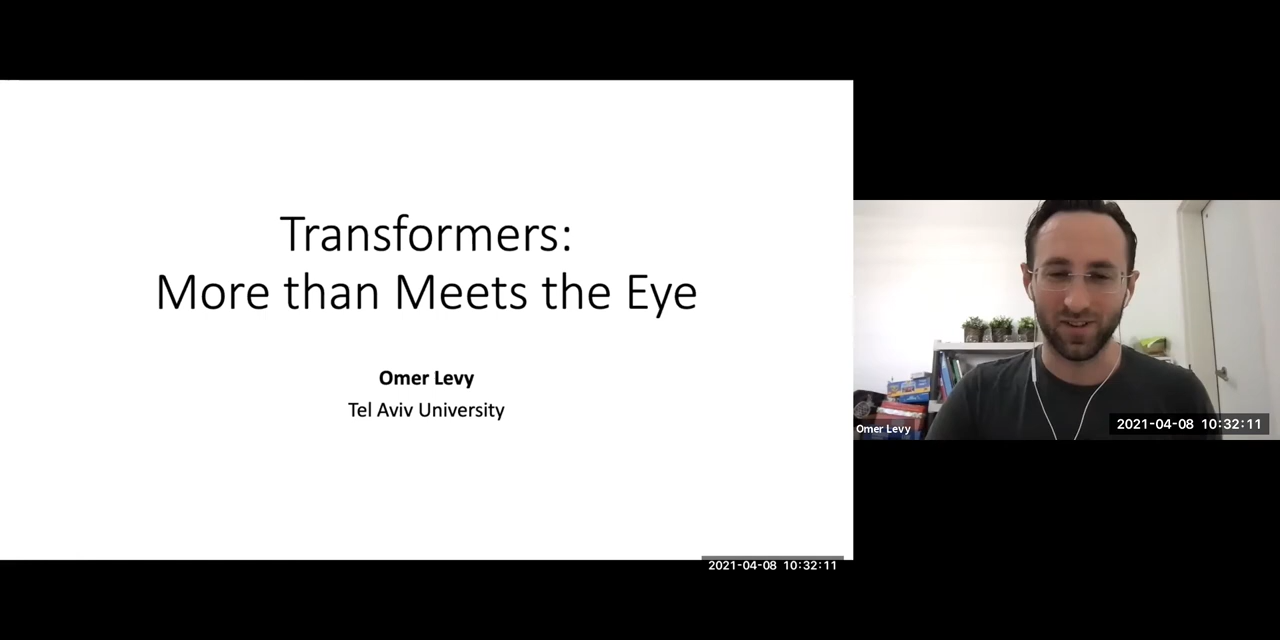 Transformers:
More than Meets the Eye
Omer Levy
Tel Aviv University
Omer Levy
2021-04-08 10:32:11
2021-04-08 10:32:11